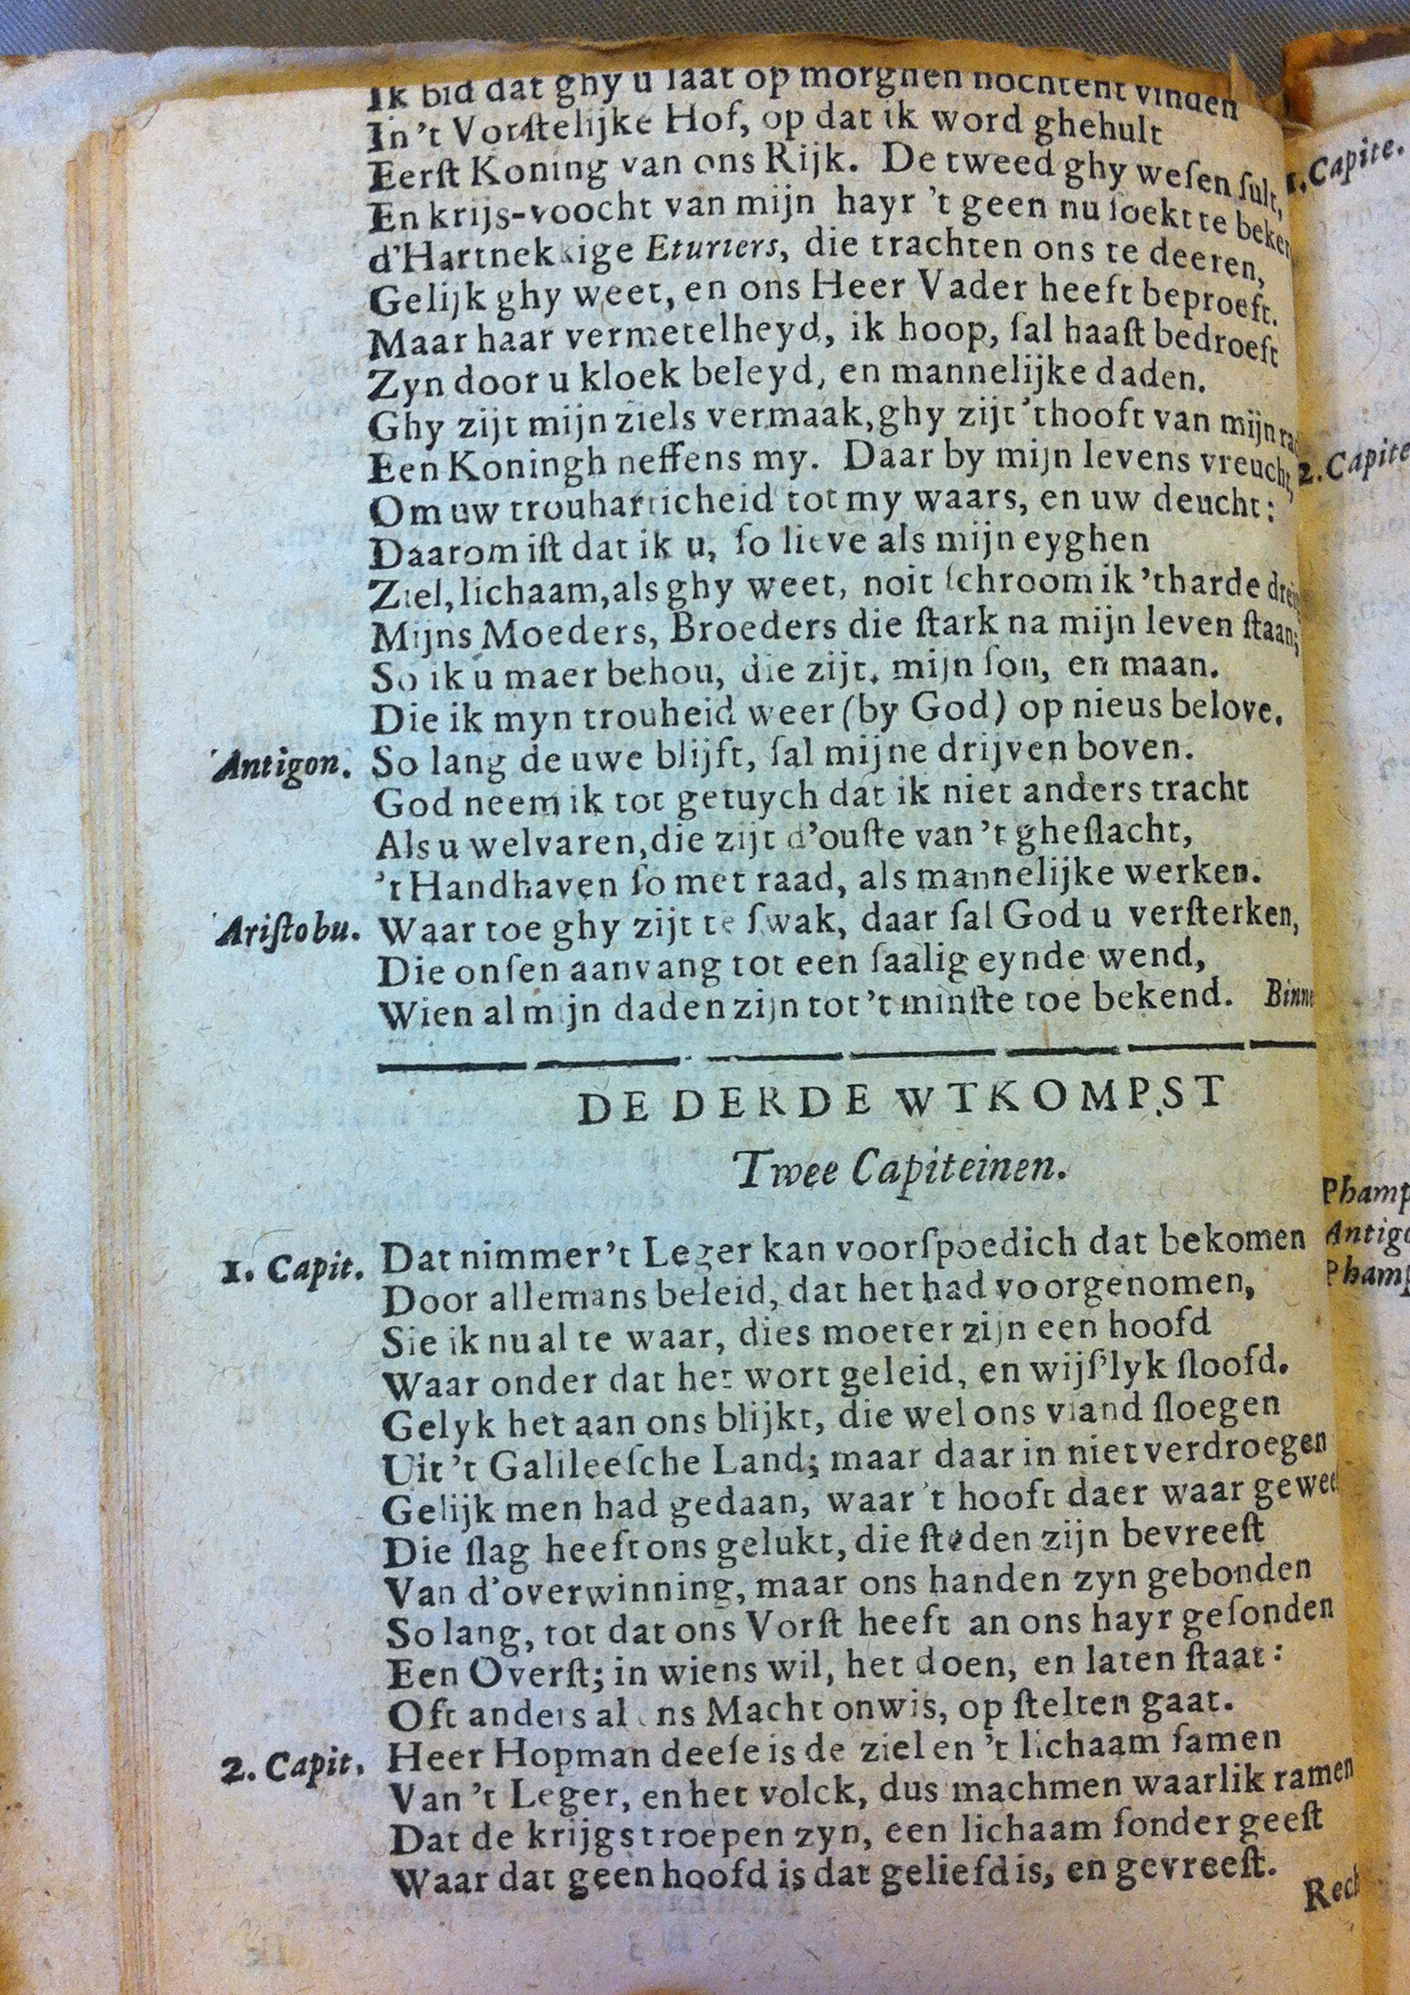 Ik bid dat ghy u laat op morghen nochtent vinden
In 't Vorſtelijke Hof, op dat ik word ghehult
Eerſt Koning van ons Rijk. De tweed ghy weſen ſult,
En krijs-voocht van mijn hayr 't geen nu ſoekt te beker
d'Hartnekkige Eturiers, die trachten ons te deeren,
Gelijk ghy weet, en ons Heer Vader heeft beproeft.
Maar haar vermetelheyd, ik hoop, ſal haaſt bedroeft
Zyn door u kloek beleyd, en mannelijke daden.
Ghy zijt mijn ziels vermaak, ghy zijt 'thooft van mijn ra
Een Koningh neffens my. Daar by mijn levens vreucht,
Om uw trouharticheid tot my waars, en uw deucht:
Daarom iſt dat ik u, ſo lieve als mijn eyghen
Ziel, lichaam, als ghy weet, noit ſchroom ik 'tharde drei
Mijns Moeders, Broeders die ſtark na mijn leven ſtaan;
So ik u maer behou, die zijt, mijn ſon, en maan.
Die ik myn trouheid weer (by God) op nieus belove.
Antigon. So lang de uwe blijft, ſal mijne drijven boven.
God neem ik tot getuych dat ik niet anders tracht
Als u welvaren, die zijt d'ouſte van 't gheſlacht,
't Handhaven ſo met raad, als mannelijke werken.
Ariſtobu. Waar toe ghy zijt te ſwak, daar ſal God u verſterken,
Die onſen aanvang tot een ſaalig eynde wend,
Wien al mijn daden zijn tot 't minſte toe bekend. Binne
DE DERDE WTKOMPST
Twee Capiteinen.
1. Capit. Dat nimmer 't Leger kan voorſpoedich dat bekomen
Door allemans beleid, dat het had voorgenomen,
Sie ik nu al te waar, dies moeter zijn een hoofd
Waar onder dat het wort geleid, en wijſ'lyk ſloofd.
Gelyk het aan ons blijkt, die wel ons viand ſloegen
Uit 't Galileeſche Land; maar daar in niet verdroegen
Gelijk men had gedaan, waar 't hooft daer waar gewee
Die ſlag heeft ons gelukt, die ſteden zijn bevreeſt
Van d'overwinning, maar ons handen zyn gebonden
So lang, tot dat ons Vorſt heeft an ons hayr geſonden
Een Overſt; in wiens wil, het doen, en laten ſtaat:
Oft anders al ons Macht onwis, op ſtelten gaat.
2. Capit. Heer Hopman deeſe is de ziel en 't lichaam ſamen
Van 't Leger, en het volck, dus machmen waarlik ramen
Dat de krijgstroepen zyn, een lichaam ſonder geeſt
Waar dat geen hoofd is dat geliefd is, en gevreeſt.
Rech
1. Capite.
2. Capite
Phamp
Antigo
Phamp